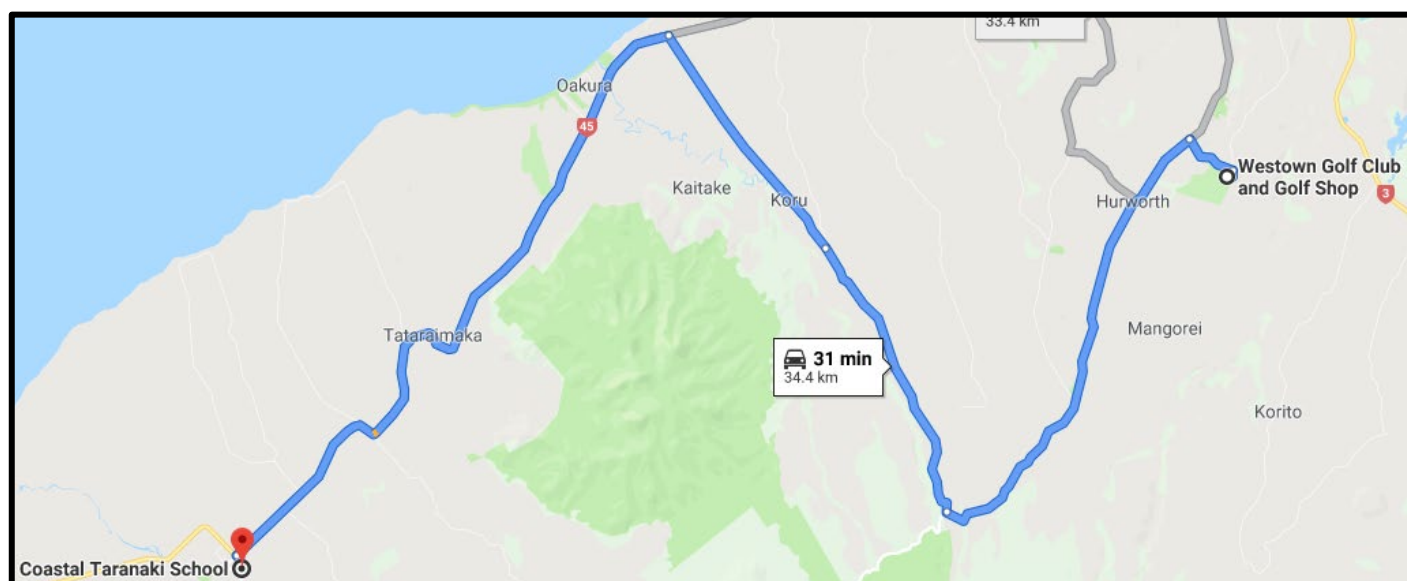 33.4 km
Oakura
45
Westown Golf Club
and Golf Shop
Kaitake
Koru
Hurworth
3
Tataraimaka
Mangorei
31 min
34.4 km
Korito
Coastal Taranaki School